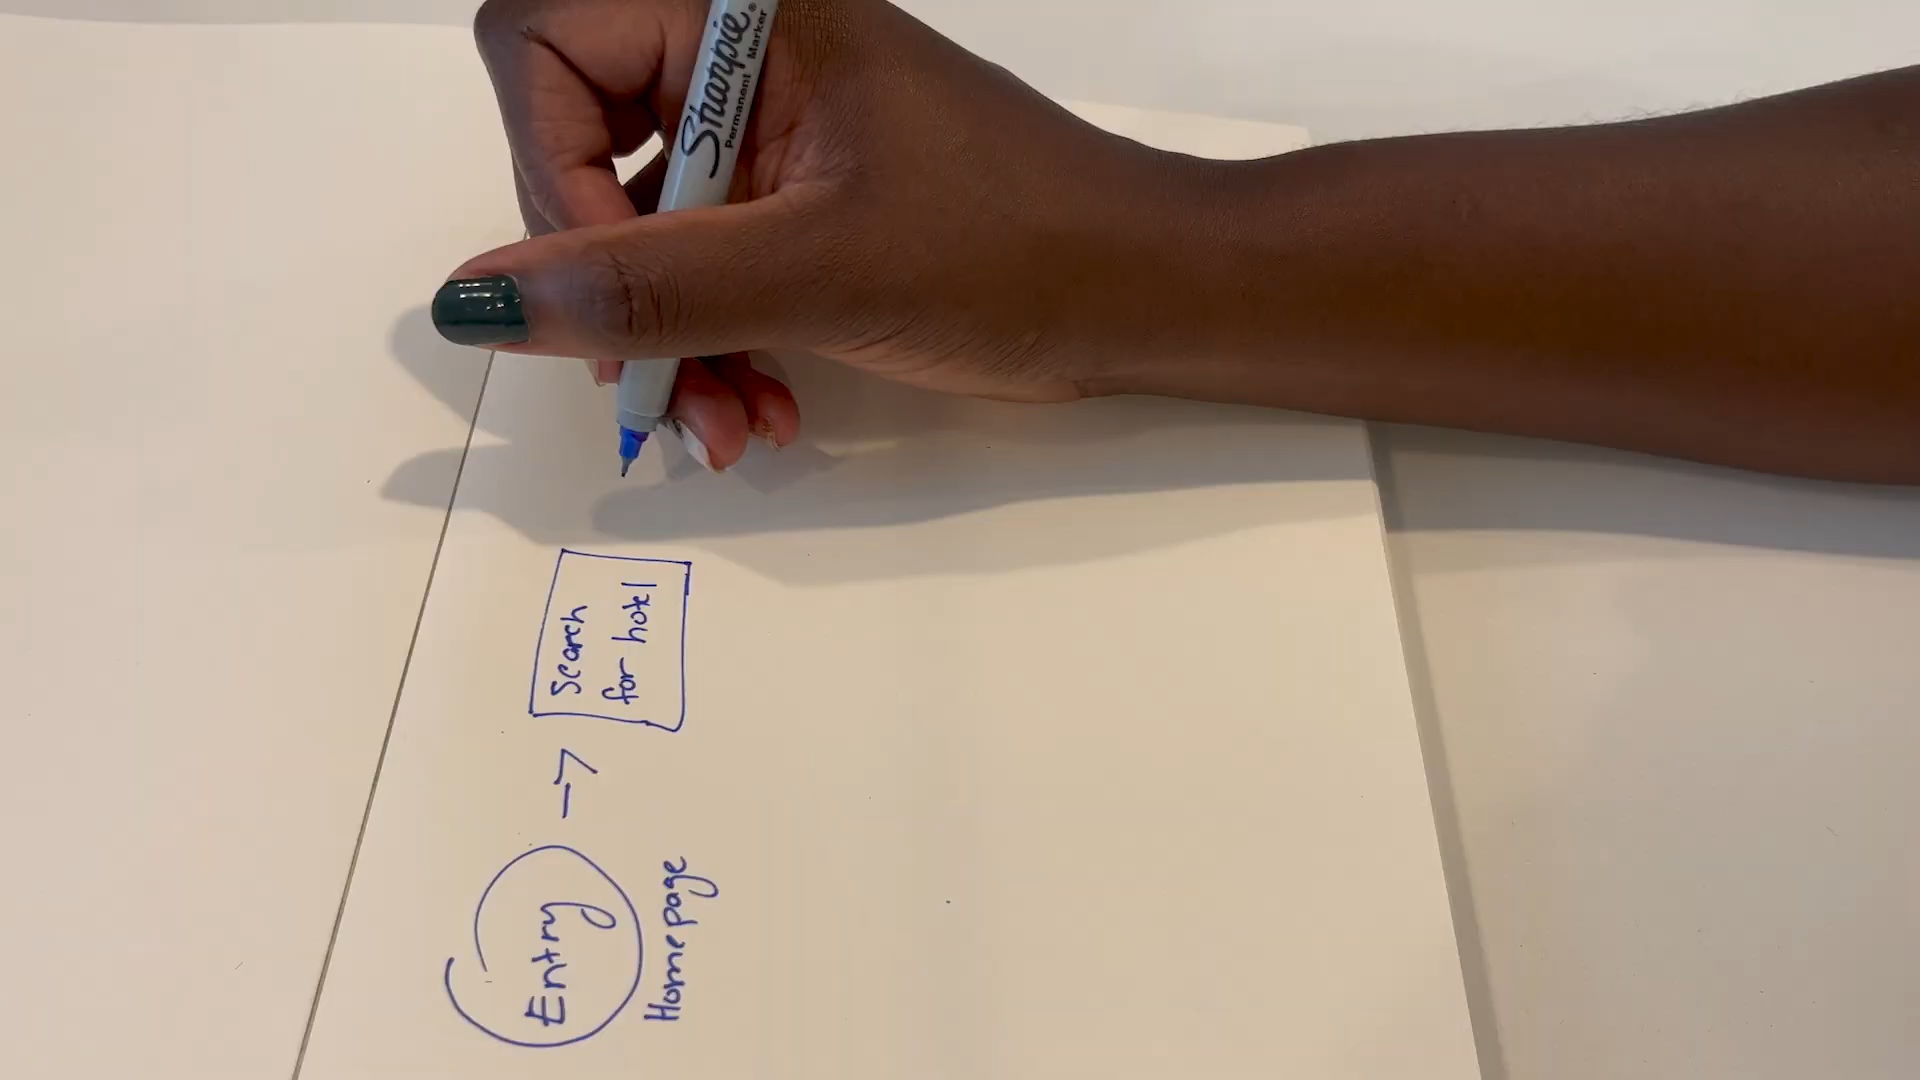 Sharpie®
Permanent Marker
Entry
Homepage
→
Search
for hotel